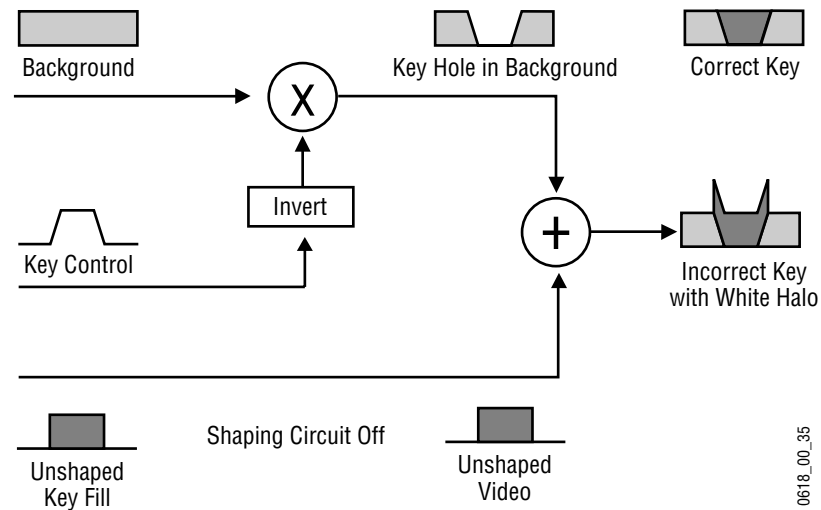 Background
Key Hole in Background
Correct Key
X
Invert
Key Control
+
Incorrect Key
with White Halo
Shaping Circuit Off
Unshaped
Key Fill
Unshaped
Video
0618_00_35